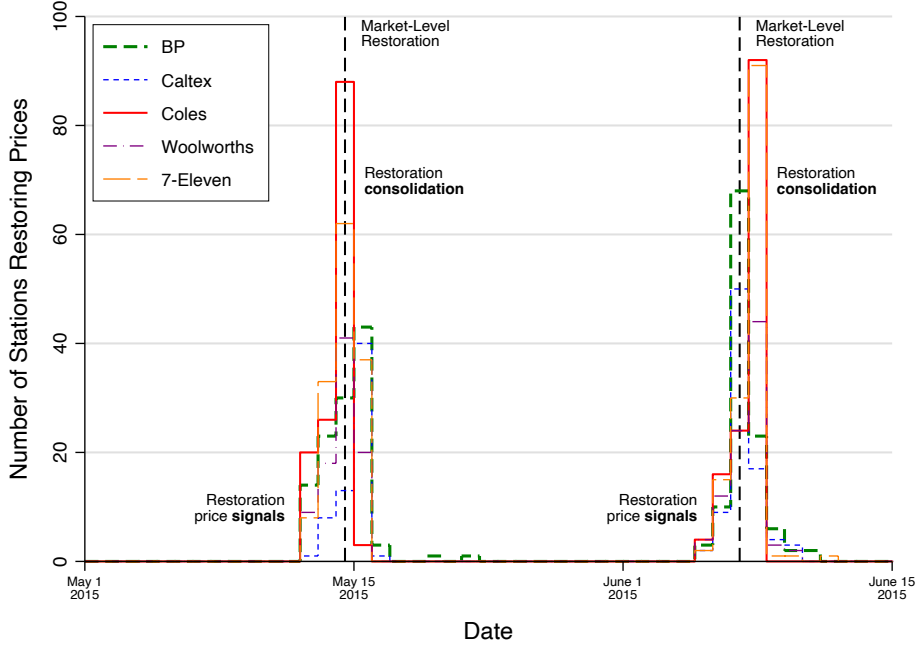 Number of Stations Restoring Prices
100
80
60
40
20
0
BP
Caltex
Coles
Woolworths
7-Eleven
Market-Level
Restoration
Restoration
consolidation
Restoration
price signals
Market-Level
Restoration
Restoration
consolidation
Restoration
price signals
May 1
2015
May 15
2015
June 1
2015
June 15
2015
Date